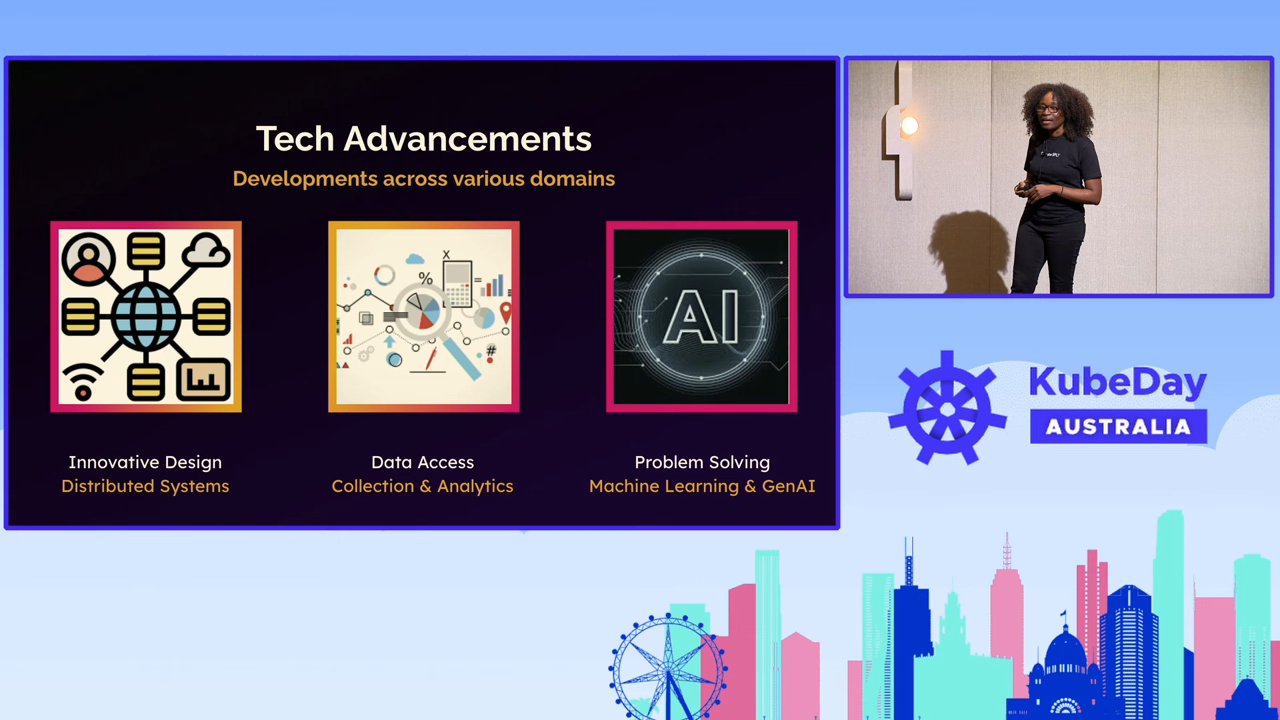 Tech Advancements
Developments across various domains
X
%
=
#
AI
Innovative Design
Distributed Systems
Data Access
Collection & Analytics
Problem Solving
Machine Learning & GenAI
KubeDay
AUSTRALIA